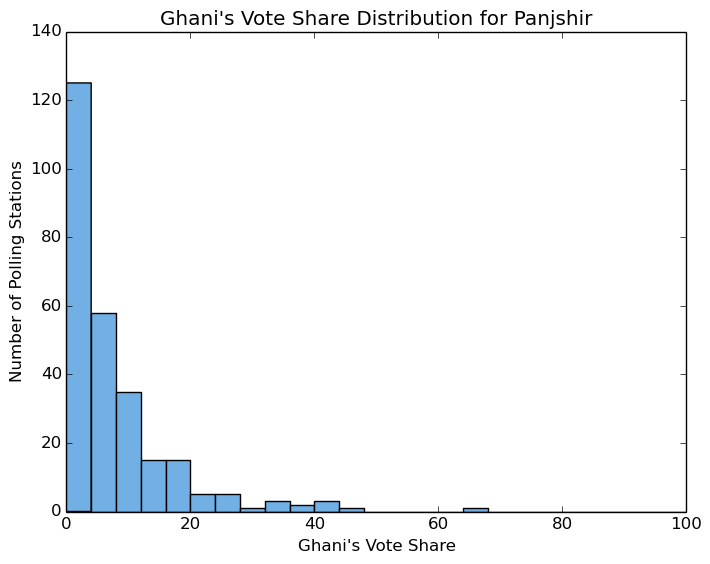 Ghani's Vote Share Distribution for Panjshir
140
120
100
80
60
40
20
0
Number of Polling Stations
0 20 40 60 80 100
Ghani's Vote Share